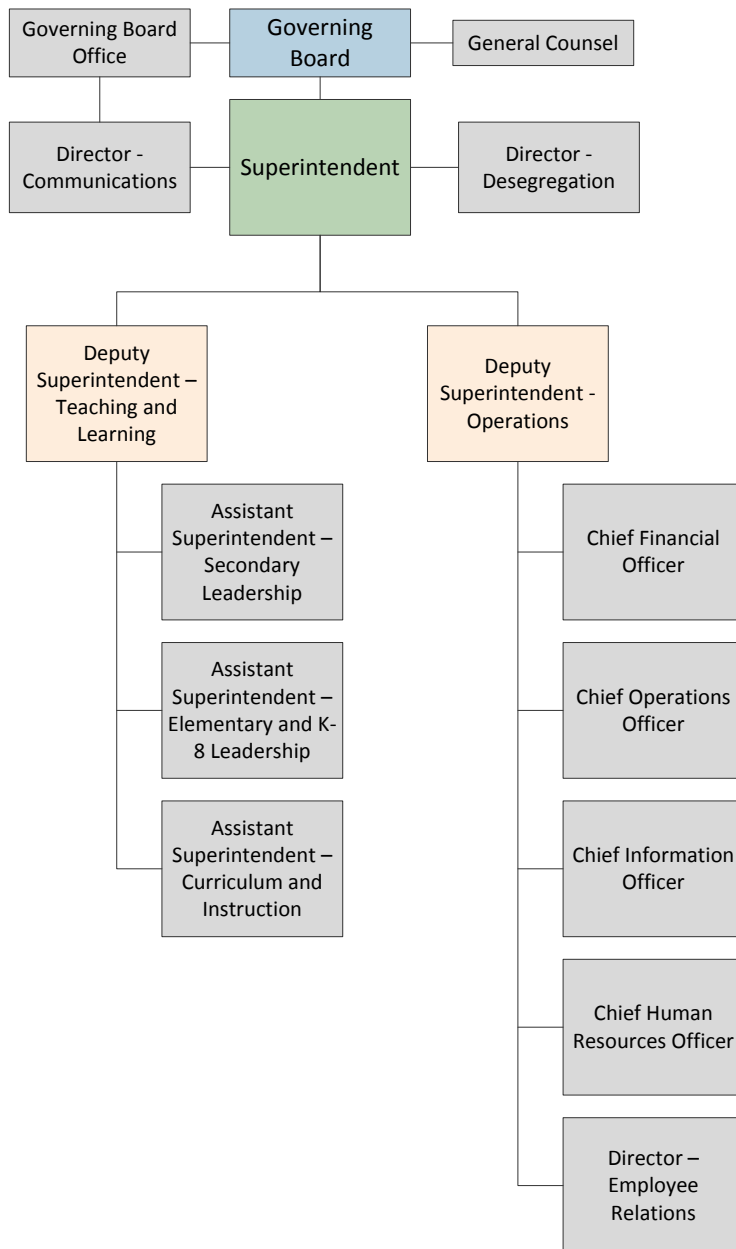 Governing Board
Office
Governing
Board
General Counsel
Director -
Communications
Superintendent
Director -
Desegregation
Deputy
Superintendent –
Teaching and
Learning
Deputy
Superintendent -
Operations
Assistant
Superintendent –
Secondary
Leadership
Chief Financial
Officer
Assistant
Superintendent –
Elementary and K-
8 Leadership
Chief Operations
Officer
Assistant
Superintendent –
Curriculum and
Instruction
Chief Information
Officer
Chief Human
Resources Officer
Director –
Employee
Relations